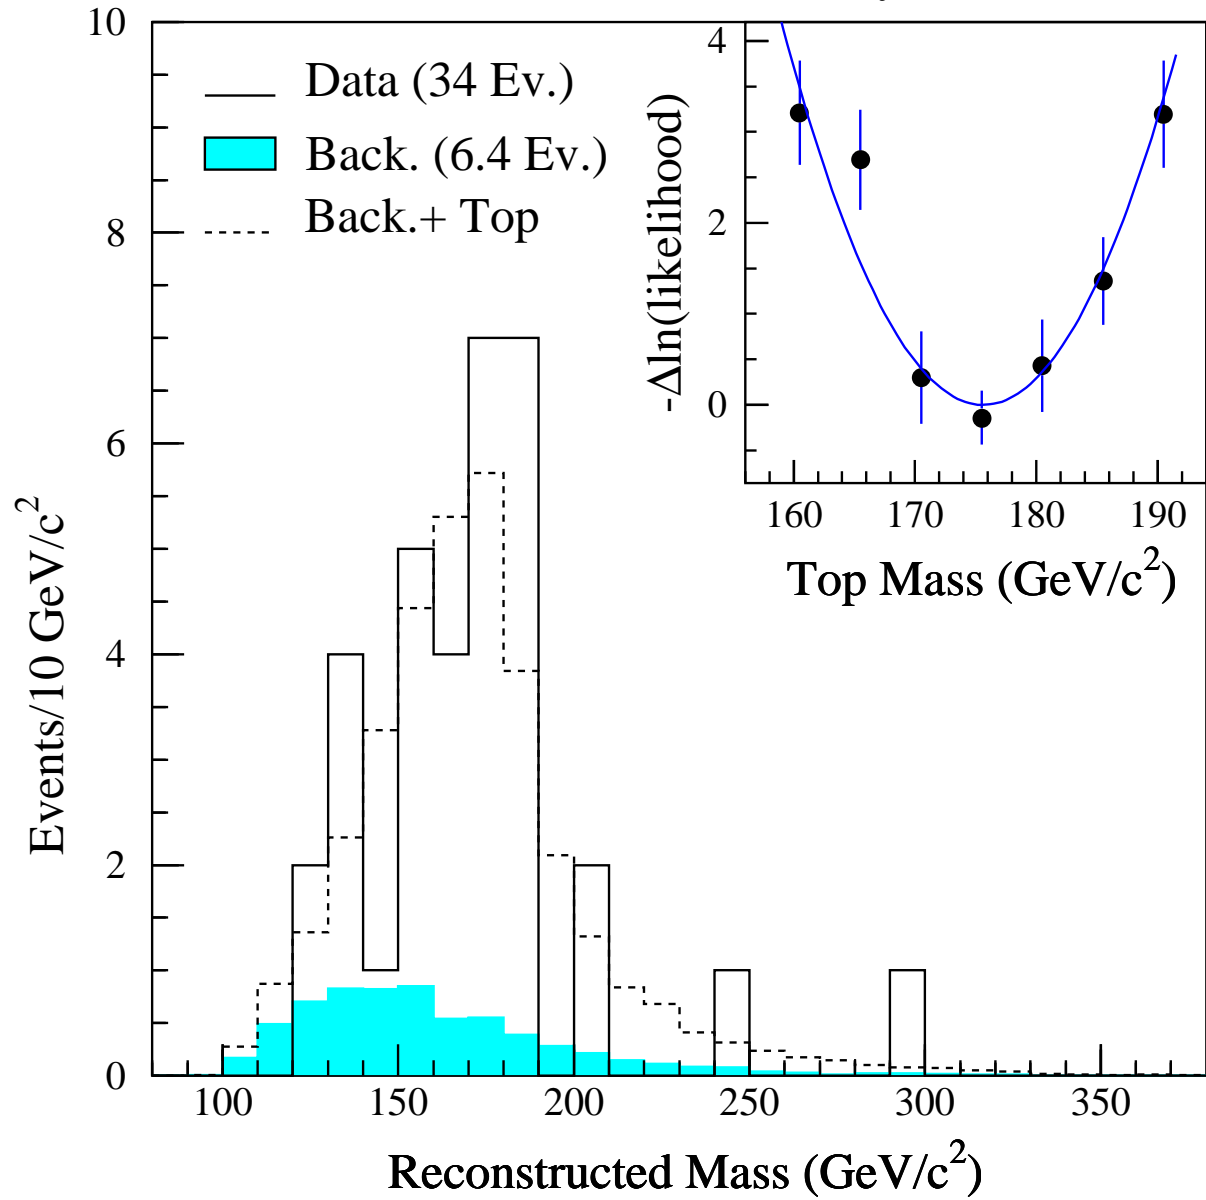 10
8
6
4
2
0
Events/10 GeV/c²
Data (34 Ev.)
Back. (6.4 Ev.)
Back.+ Top
100 150 200 250 300 350
Reconstructed Mass (GeV/c²)
4
2
0
-Δln(likelihood)
160 170 180 190
Top Mass (GeV/c²)